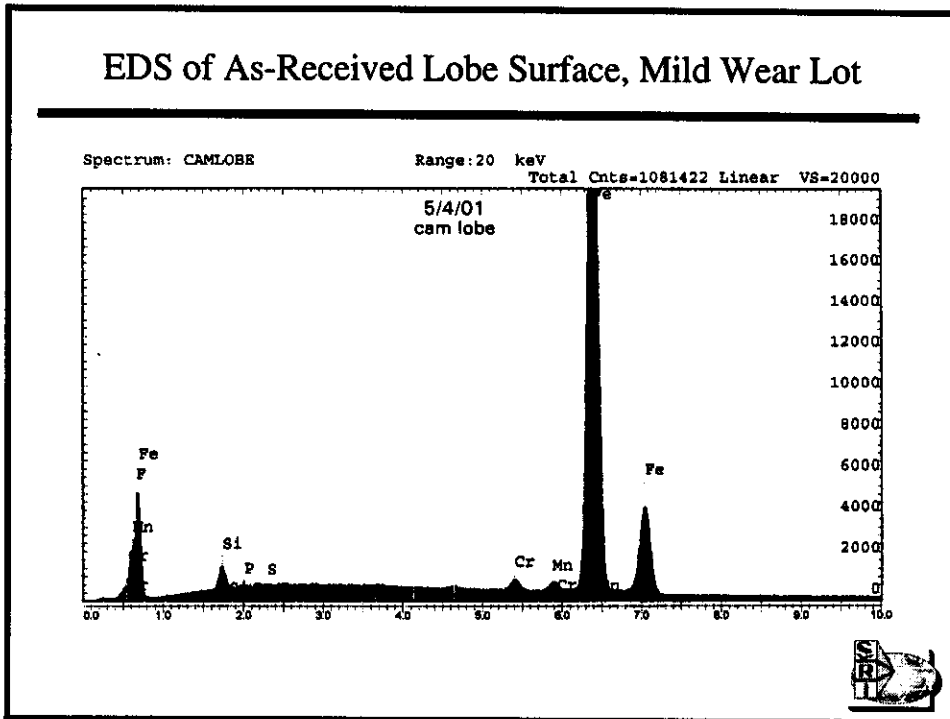 EDS of As-Received Lobe Surface, Mild Wear Lot
Spectrum: CAMLOBE Range:20 keV
Total Cnts=1081422 Linear VS=20000
5/4/01
cam lobe
18000
16000
14000
12000
10000
8000
6000
4000
2000
0
Fe
F
Si
P S
Cr
Mn
Cr
Fe
0.0 1.0 2.0 3.0 4.0 5.0 6.0 7.0 8.0 9.0 10.0
S
R
I